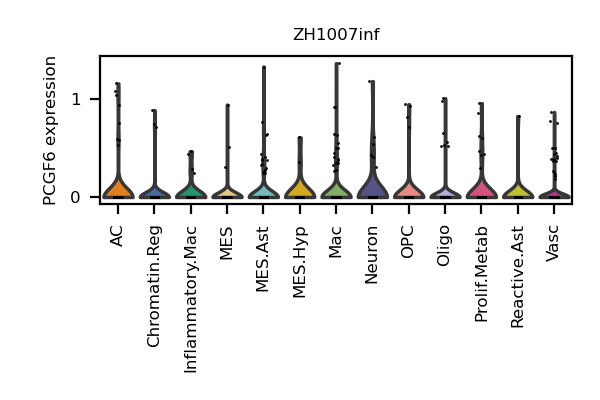 ZH1007inf
PCGF6 expression
1
0
AC
Chromatin.Reg
Inflammatory.Mac
MES
MES.Ast
MES.Hyp
Mac
Neuron
OPC
Oligo
Prolif.Metab
Reactive.Ast
Vasc